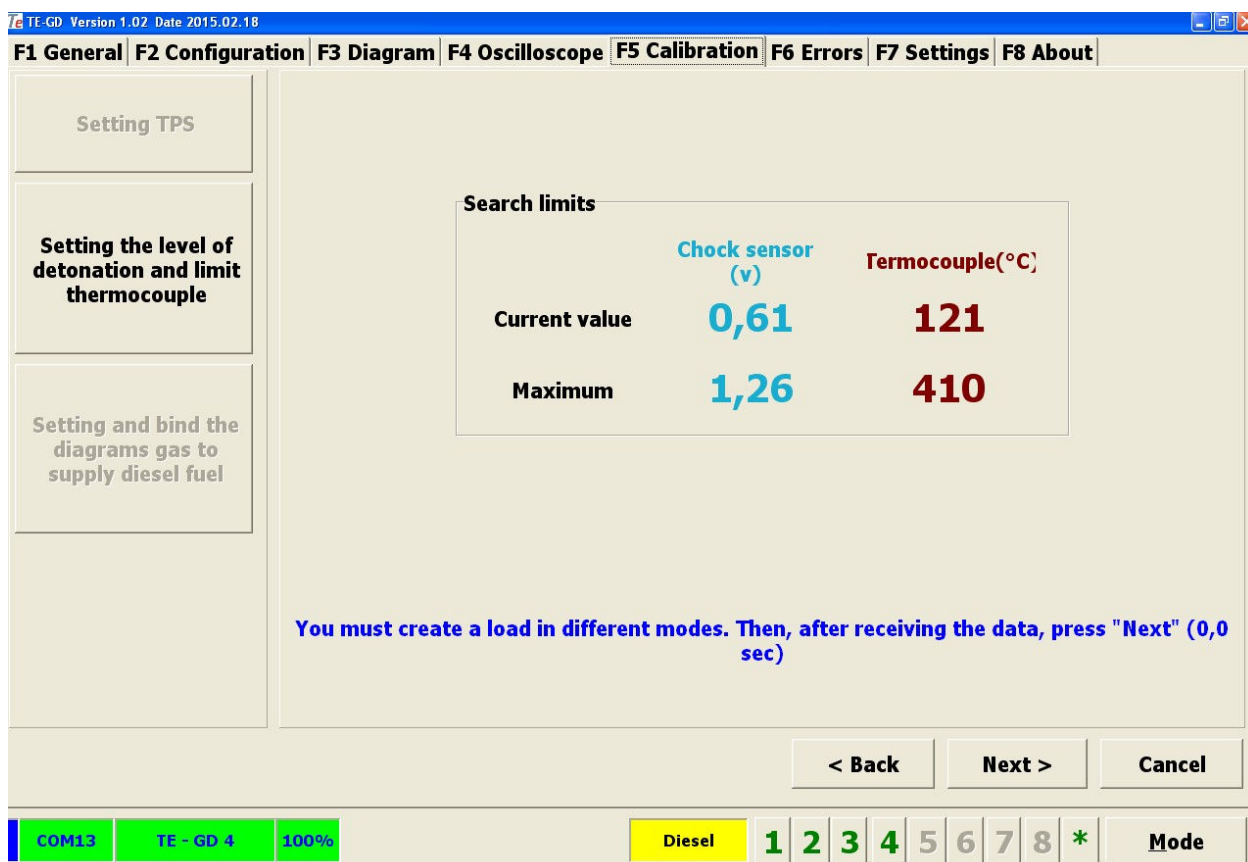 Te TE-GD Version 1.02 Date 2015.02.18
F1 General F2 Configuration F3 Diagram F4 Oscilloscope F5 Calibration F6 Errors F7 Settings F8 About
Setting TPS
Setting the level of
detonation and limit
thermocouple
Setting and bind the
diagrams gas to
supply diesel fuel
Search limits
Chock sensor
(v)
Termocouple(°C)
Current value 0,61 121
Maximum 1,26 410
You must create a load in different modes. Then, after receiving the data, press "Next" (0,0
sec)
< Back Next > Cancel
COM13 TE - GD 4 100% Diesel 1 2 3 4 5 6 7 8 * Mode